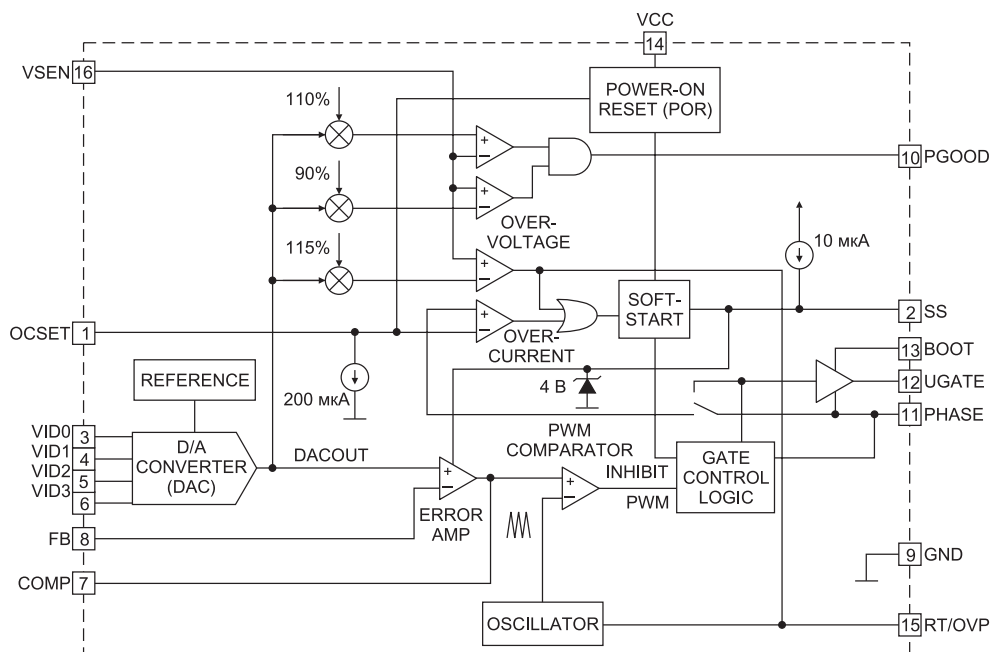 VCC
14
VSEN 16
POWER-ON
RESET (POR)
110%
+
−
10 PGOOD
90%
+
−
OVER-
VOLTAGE
115%
+
−
10 мкА
SOFT-
START
2 SS
OCSET 1
+
−
OVER-
CURRENT
13 BOOT
REFERENCE
200 мкА
4 В
12 UGATE
11 PHASE
VID0 3
VID1 4
VID2 5
VID3 6
D/A
CONVERTER
(DAC)
DACOUT
PWM
COMPARATOR
INHIBIT
PWM
GATE
CONTROL
LOGIC
+
−
+
−
ERROR
AMP
FB 8
9 GND
COMP 7
OSCILLATOR
15 RT/OVP